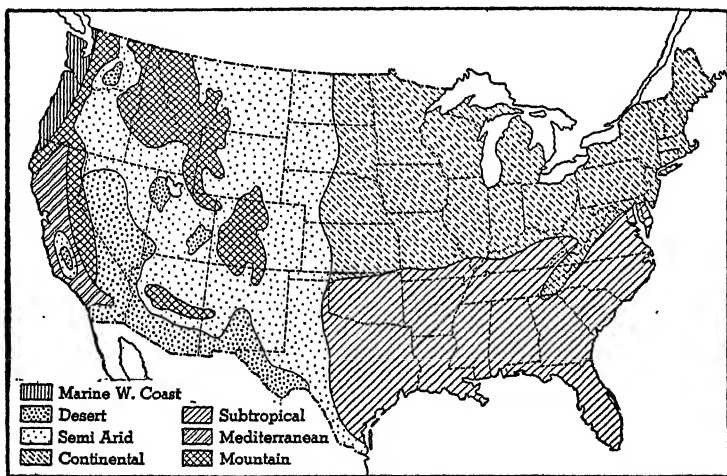 Marine W. Coast
Desert
Semi Arid
Continental
Subtropical
Mediterranean
Mountain